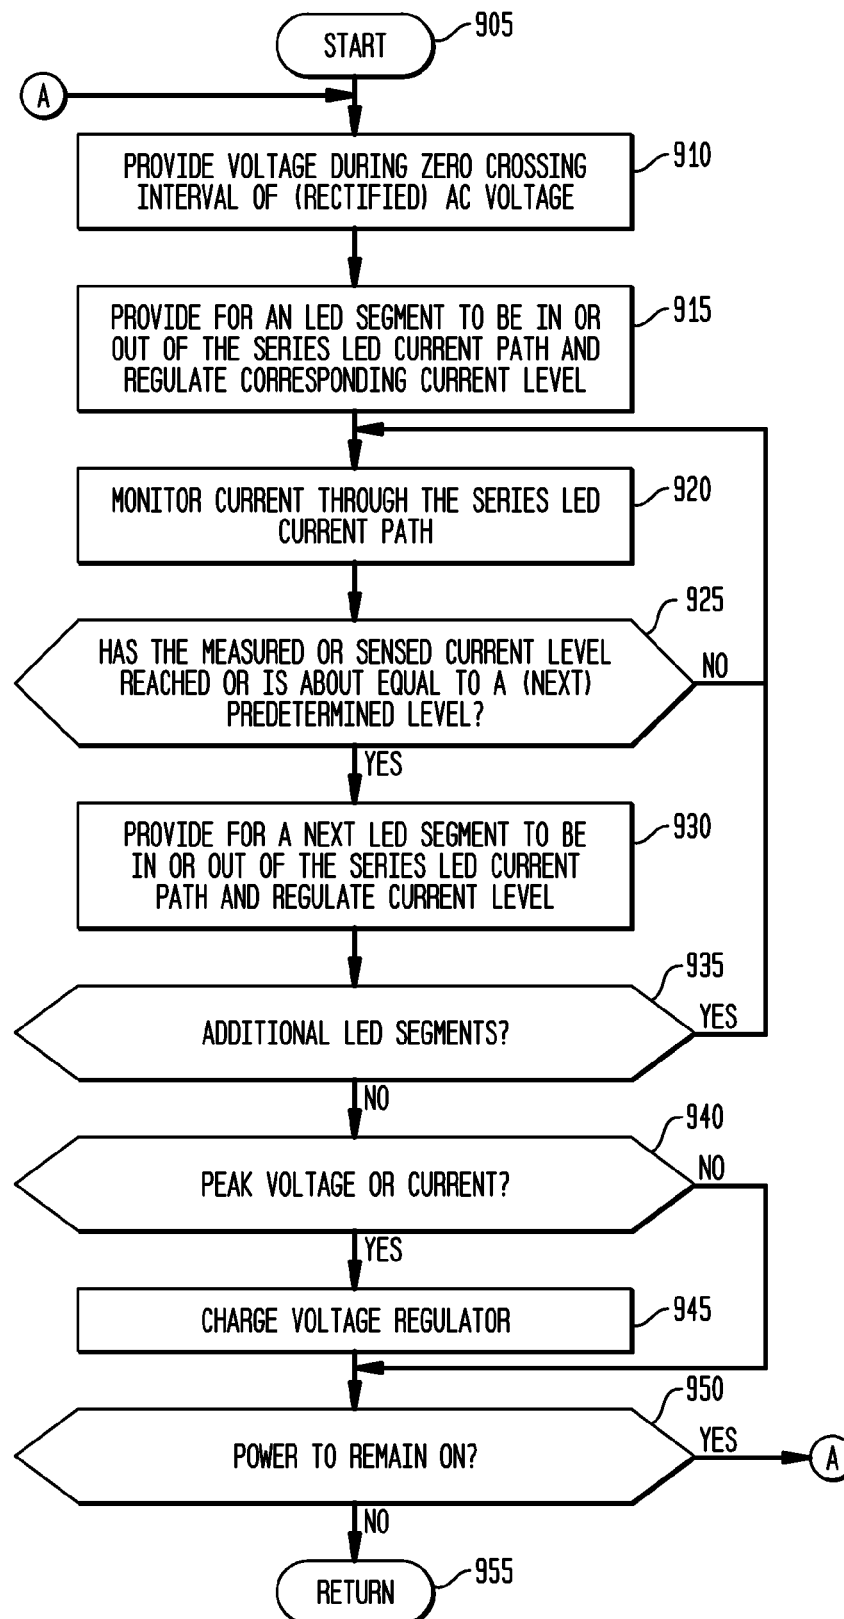 START
905
A
PROVIDE VOLTAGE DURING ZERO CROSSING
INTERVAL OF (RECTIFIED) AC VOLTAGE
910
PROVIDE FOR AN LED SEGMENT TO BE IN OR
OUT OF THE SERIES LED CURRENT PATH AND
REGULATE CORRESPONDING CURRENT LEVEL
915
MONITOR CURRENT THROUGH THE SERIES LED
CURRENT PATH
920
HAS THE MEASURED OR SENSED CURRENT LEVEL
REACHED OR IS ABOUT EQUAL TO A (NEXT)
PREDETERMINED LEVEL?
925
NO
YES
PROVIDE FOR A NEXT LED SEGMENT TO BE
IN OR OUT OF THE SERIES LED CURRENT
PATH AND REGULATE CURRENT LEVEL
930
ADDITIONAL LED SEGMENTS?
935
YES
NO
PEAK VOLTAGE OR CURRENT?
940
NO
YES
CHARGE VOLTAGE REGULATOR
945
POWER TO REMAIN ON?
950
YES
A
NO
RETURN
955